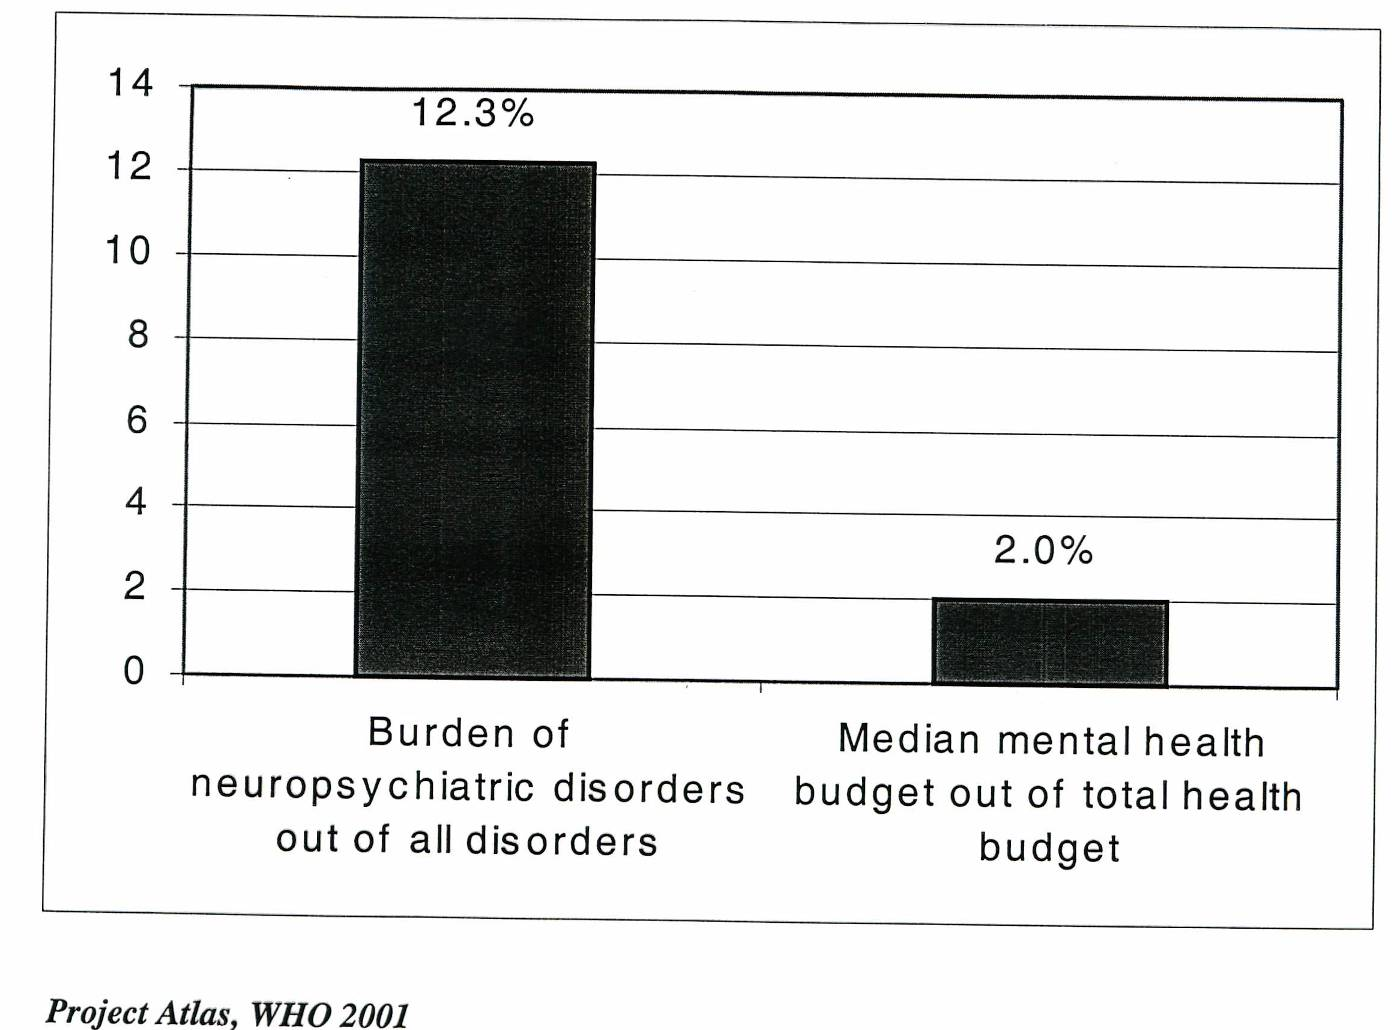 14
12.3%
12
10
8
6
4
2.0%
2
0
Burden of
neuropsychiatric disorders
out of all disorders
Median mental health
budget out of total health
budget
Project Atlas, WHO 2001